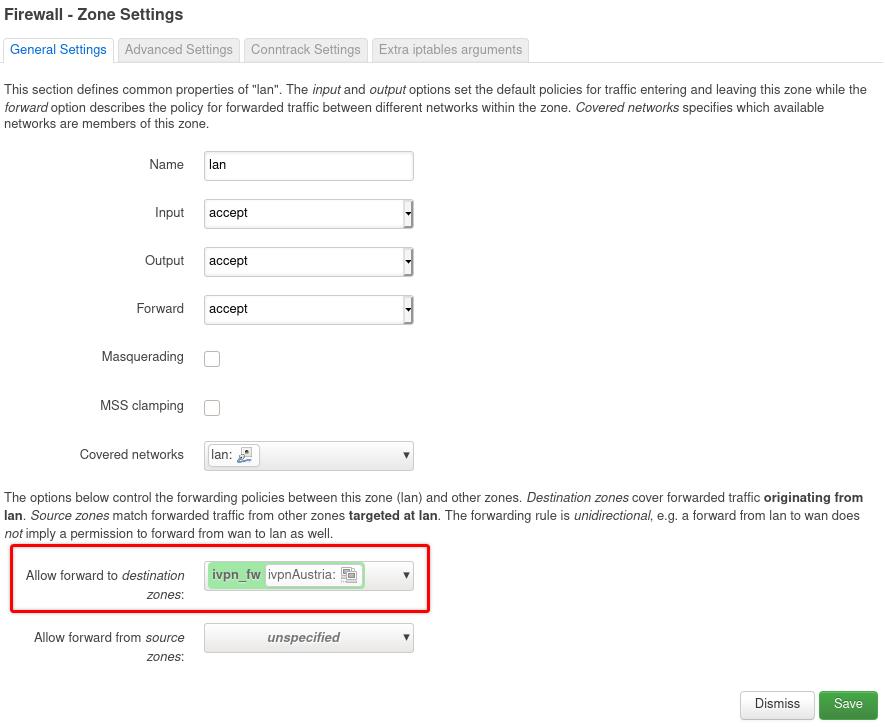 Firewall - Zone Settings
General Settings Advanced Settings Conntrack Settings Extra iptables arguments
This section defines common properties of "lan". The input and output options set the default policies for traffic entering and leaving this zone while the
forward option describes the policy for forwarded traffic between different networks within the zone. Covered networks specifies which available
networks are members of this zone.
Name lan
Input accept
Output accept
Forward accept
Masquerading
MSS clamping
Covered networks lan:
The options below control the forwarding policies between this zone (lan) and other zones. Destination zones cover forwarded traffic originating from
lan. Source zones match forwarded traffic from other zones targeted at lan. The forwarding rule is unidirectional, e.g. a forward from lan to wan does
not imply a permission to forward from wan to lan as well.
Allow forward to destination ivpn_fw ivpnAustria:
zones:
Allow forward from source unspecified
zones:
Dismiss Save